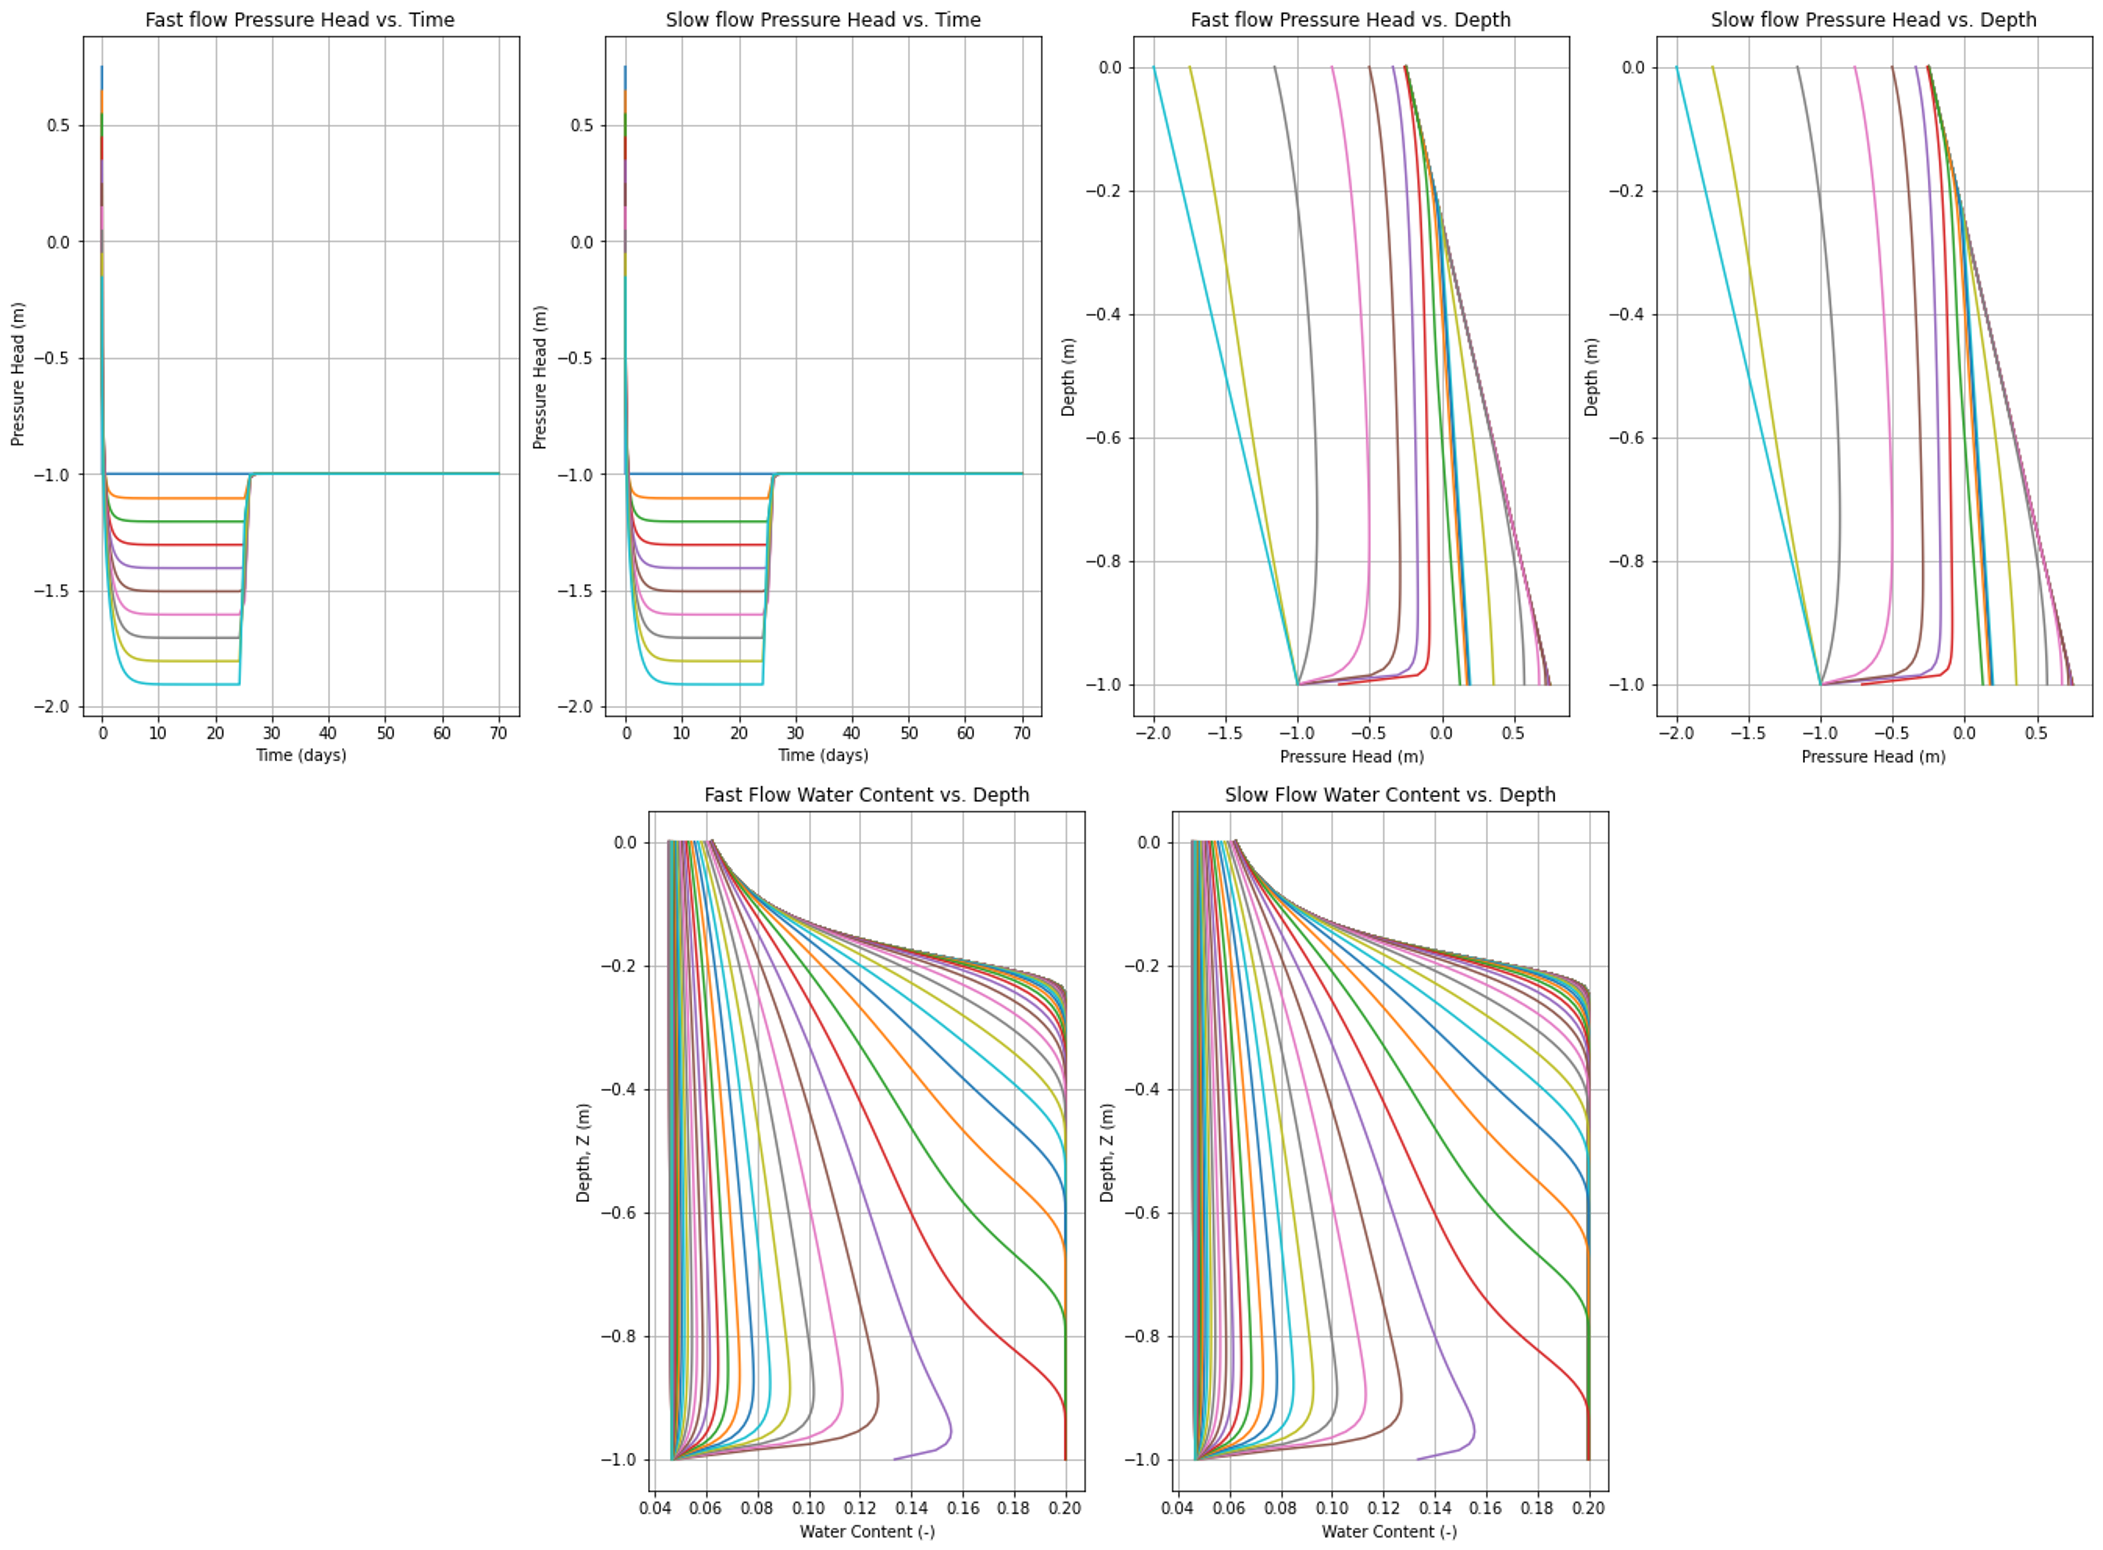 Fast flow Pressure Head vs. Time
Pressure Head (m)
0.5
0.0
−0.5
−1.0
−1.5
−2.0
0 10 20 30 40 50 60 70
Time (days)
Slow flow Pressure Head vs. Time
Pressure Head (m)
0.5
0.0
−0.5
−1.0
−1.5
−2.0
0 10 20 30 40 50 60 70
Time (days)
Fast flow Pressure Head vs. Depth
Depth (m)
0.0
−0.2
−0.4
−0.6
−0.8
−1.0
−2.0 −1.5 −1.0 −0.5 0.0 0.5
Pressure Head (m)
Slow flow Pressure Head vs. Depth
Depth (m)
0.0
−0.2
−0.4
−0.6
−0.8
−1.0
−2.0 −1.5 −1.0 −0.5 0.0 0.5
Pressure Head (m)
Fast Flow Water Content vs. Depth
Depth, Z (m)
0.0
−0.2
−0.4
−0.6
−0.8
−1.0
0.04 0.06 0.08 0.10 0.12 0.14 0.16 0.18 0.20
Water Content (-)
Slow Flow Water Content vs. Depth
Depth, Z (m)
0.0
−0.2
−0.4
−0.6
−0.8
−1.0
0.04 0.06 0.08 0.10 0.12 0.14 0.16 0.18 0.20
Water Content (-)